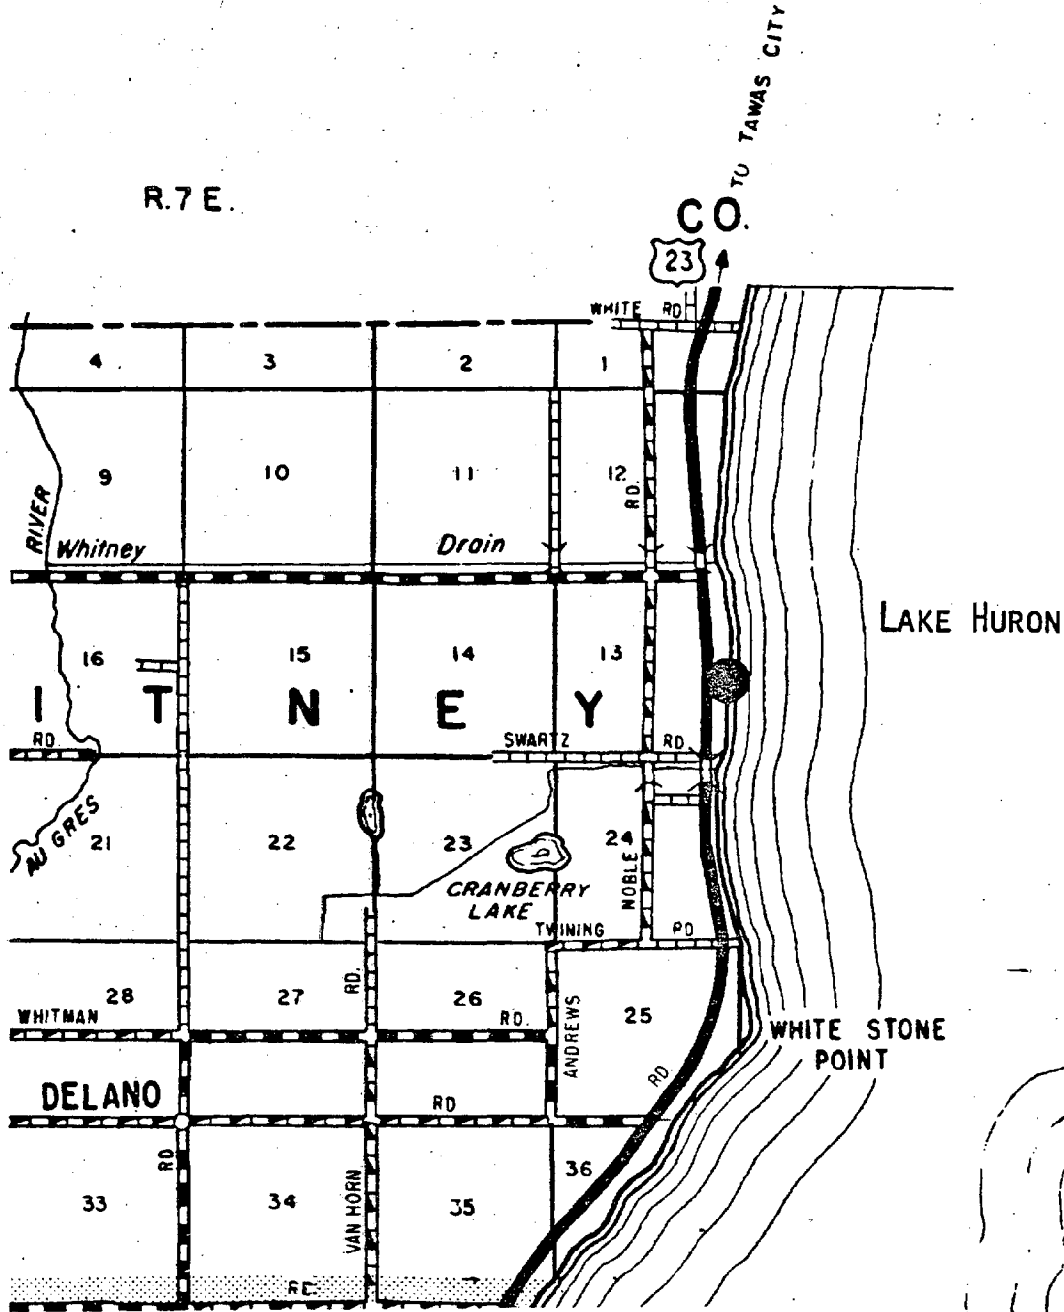 TO TAWAS CITY
R.7 E.
CO.
23
WHITE RD
4 3 2 1
9 10 11 12
RD.
RIVER
Whitney Drain
LAKE HURON
16 15 14 13
I T N E Y
RD. SWARTZ RD.
AU GRES
21 22 23 24
NOBLE
CRANBERRY
LAKE
TWINING RD
28 27 26 25
RD.
WHITMAN RD.
ANDREWS
WHITE STONE
POINT
DELANO RD
RD
RD
33 34 35 36
VAN HORN